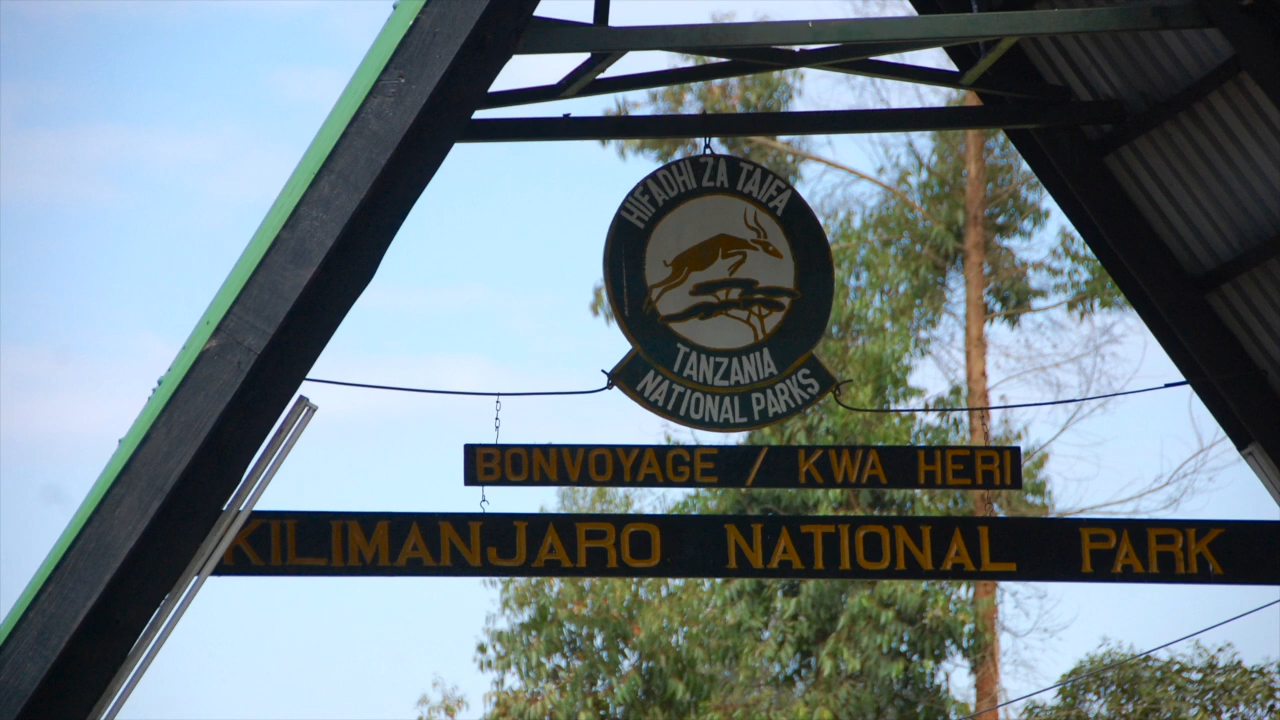 HIFADHI ZA TAIFA
TANZANIA
NATIONAL PARKS
BONVOYAGE / KWA HERI
KILIMANJARO NATIONAL PARK